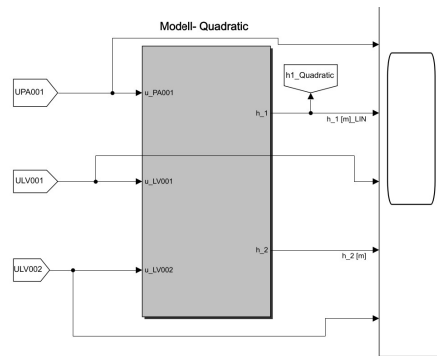 Modell- Quadratic
h1_Quadratic
UPA001
u_PA001
h_1
h_1 [m]_LIN
ULV001
u_LV001
h_2
h_2 [m]
ULV002
u_LV002